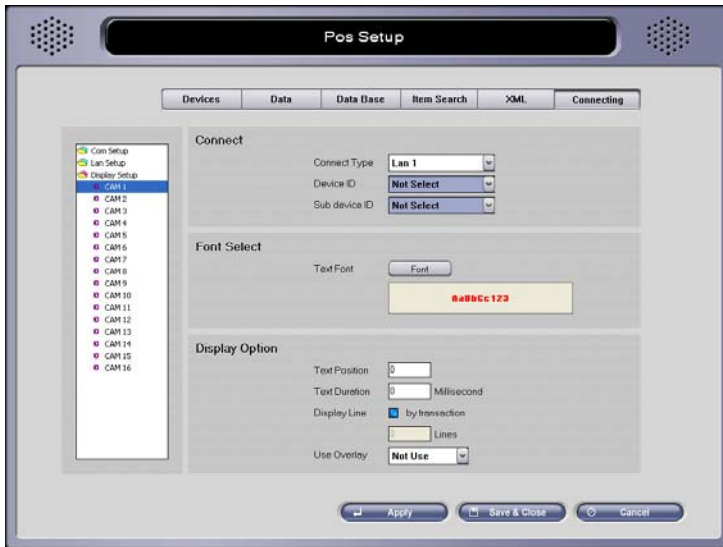 Pos Setup
Devices Data Data Base Item Search XML Connecting
Com Setup
Lan Setup
Display Setup
CAM 1
CAM 2
CAM 3
CAM 4
CAM 5
CAM 6
CAM 7
CAM 8
CAM 9
CAM 10
CAM 11
CAM 12
CAM 13
CAM 14
CAM 15
CAM 16
Connect
Connect Type Lan 1
Device ID Not Select
Sub device ID Not Select
Font Select
Text Font Font
AaBbCc123
Display Option
Text Position 0
Text Duration 0 Millisecond
Display Line by transaction
Lines
Use Overlay Not Use
Apply Save & Close Cancel